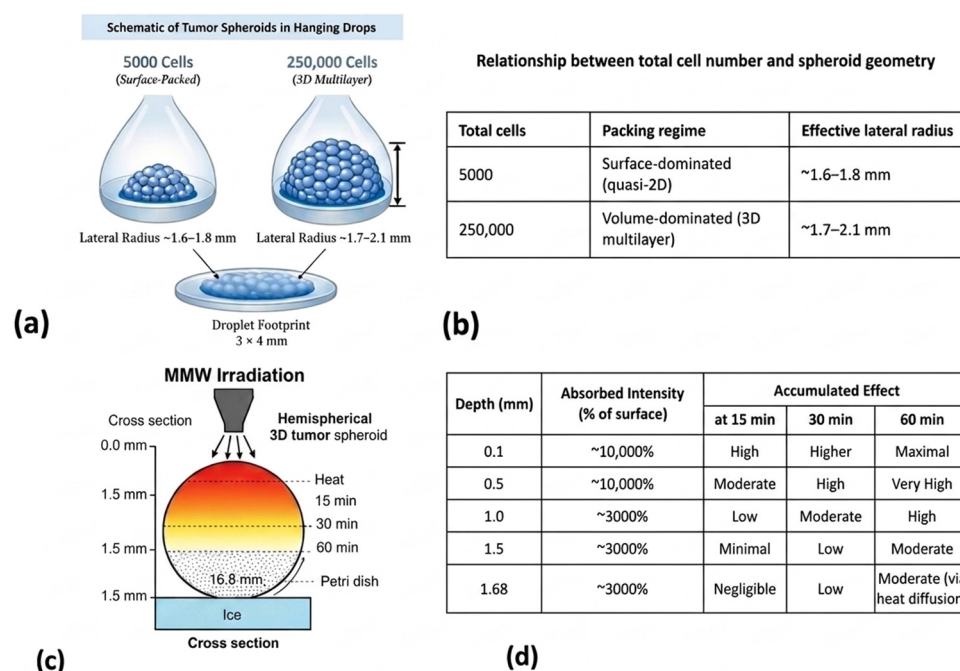 Schematic of Tumor Spheroids in Hanging Drops
5000 Cells
(Surface-Packed)
250,000 Cells
(3D Multilayer)
Lateral Radius ~1.6–1.8 mm
Lateral Radius ~1.7–2.1 mm
Droplet Footprint
3 × 4 mm
(a)
Relationship between total cell number and spheroid geometry
Total cells Packing regime Effective lateral radius
5000 Surface-dominated (quasi-2D) ~1.6–1.8 mm
250,000 Volume-dominated (3D multilayer) ~1.7–2.1 mm
(b)
MMW Irradiation
Cross section
Hemispherical
3D tumor spheroid
0.0 mm
1.5 mm
1.5 mm
1.5 mm
Heat
15 min
30 min
60 min
Petri dish
16.8 mm
Ice
Cross section
(c)
Depth (mm) Absorbed Intensity (% of surface) Accumulated Effect
at 15 min 30 min 60 min
0.1 ~10,000% High Higher Maximal
0.5 ~10,000% Moderate High Very High
1.0 ~3000% Low Moderate High
1.5 ~3000% Minimal Low Moderate
1.68 ~3000% Negligible Low Moderate (via heat diffusion
(d)